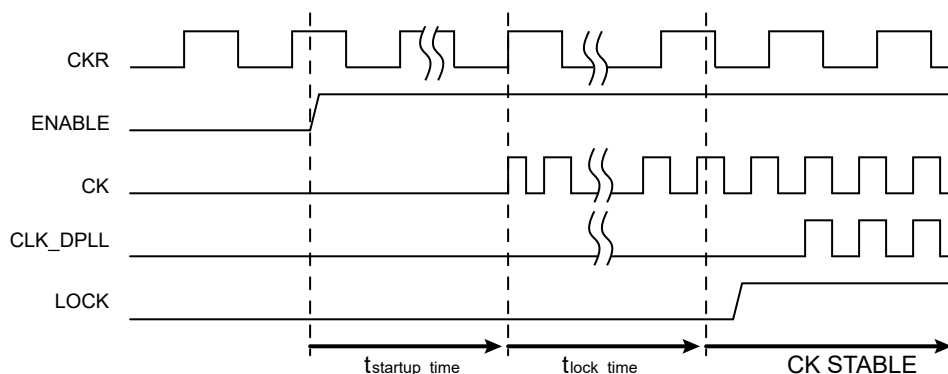 CKR
ENABLE
CK
CLK_DPLL
LOCK
tstartup_time
tlock_time
CK STABLE